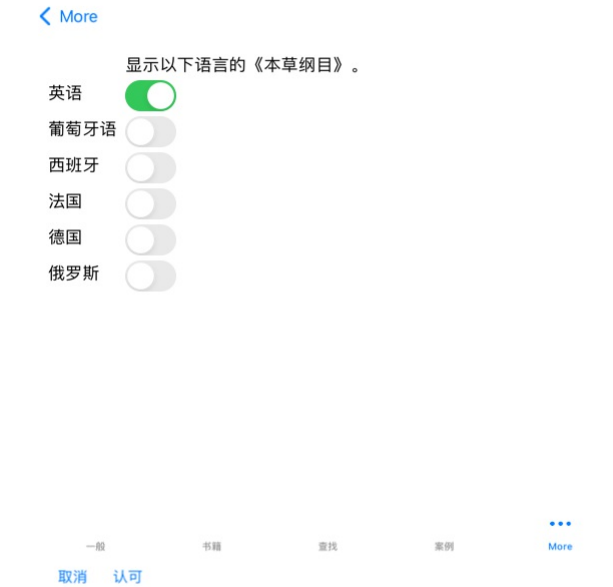 More
显示以下语言的《本草纲目》。
英语
葡萄牙语
西班牙
法国
德国
俄罗斯
一般 书籍 查找 案例 More
取消 认可